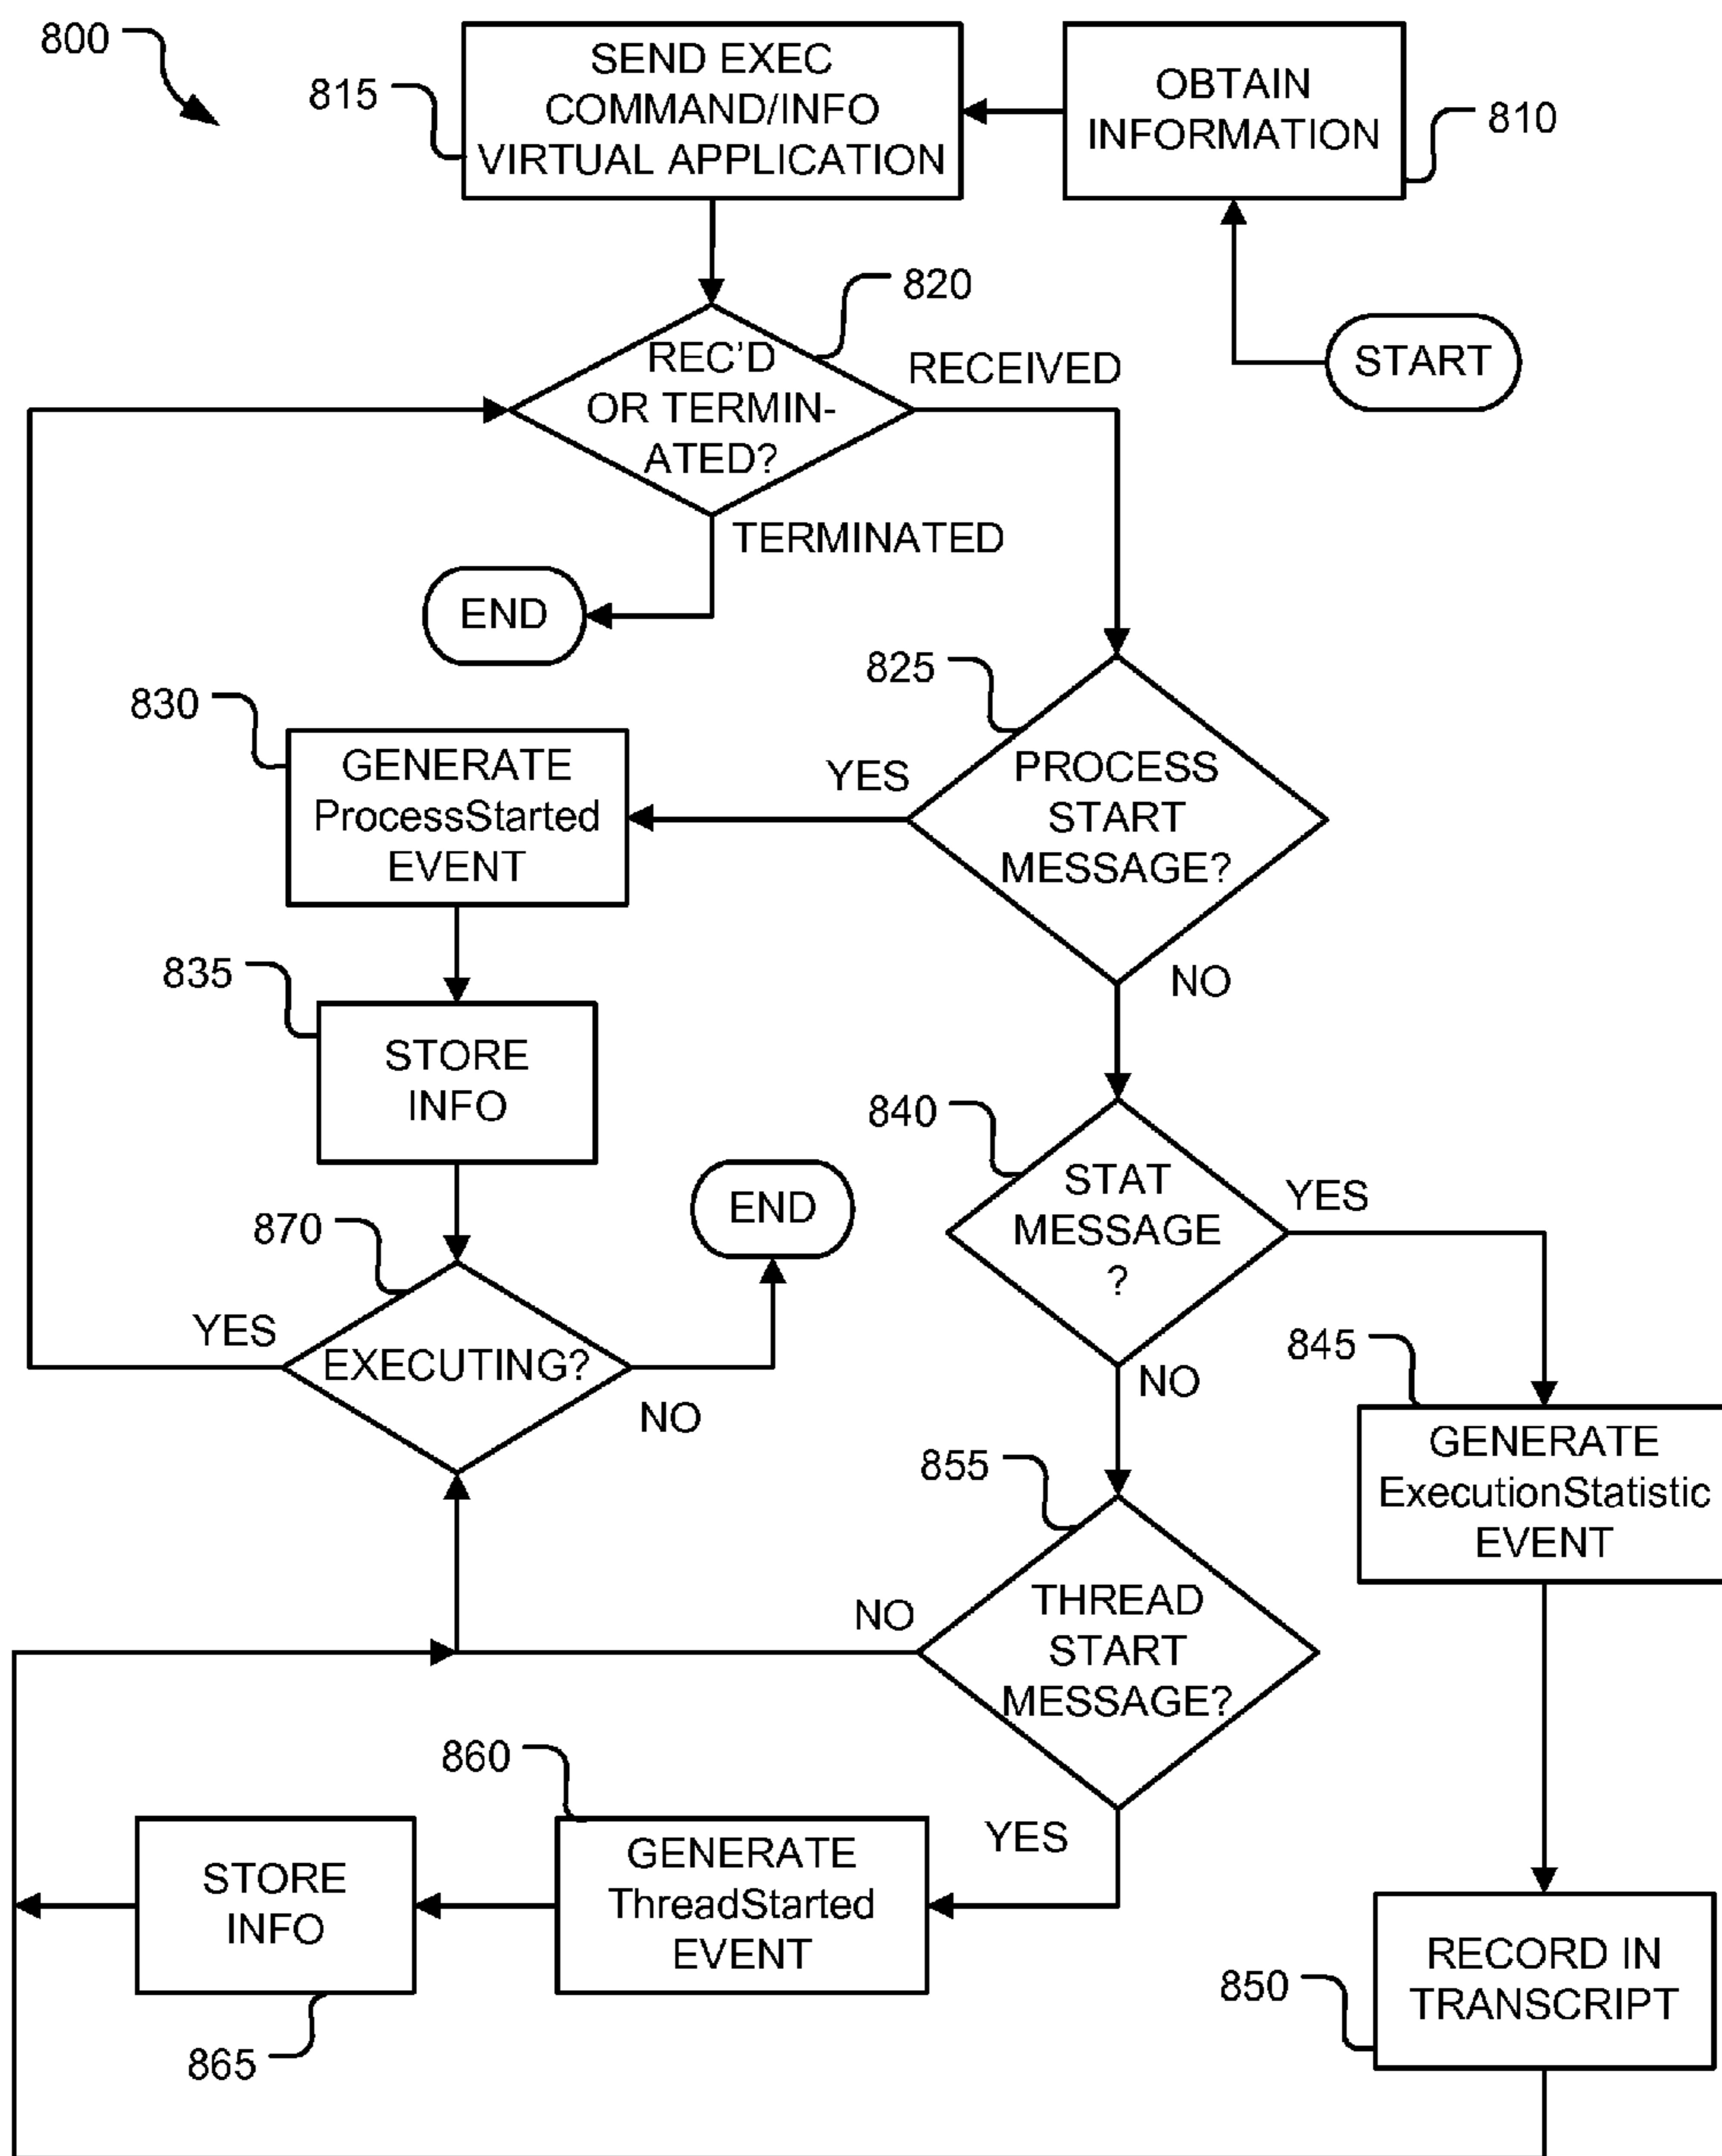 800
815
SEND EXEC
COMMAND/INFO
VIRTUAL APPLICATION
OBTAIN
INFORMATION
810
START
820
REC'D
OR TERMIN-
ATED?
RECEIVED
TERMINATED
END
825
PROCESS
START
MESSAGE?
YES
NO
830
GENERATE
ProcessStarted
EVENT
835
STORE
INFO
840
STAT
MESSAGE
?
YES
NO
870
EXECUTING?
YES
NO
END
845
GENERATE
ExecutionStatistic
EVENT
855
THREAD
START
MESSAGE?
NO
YES
860
GENERATE
ThreadStarted
EVENT
STORE
INFO
865
850
RECORD IN
TRANSCRIPT